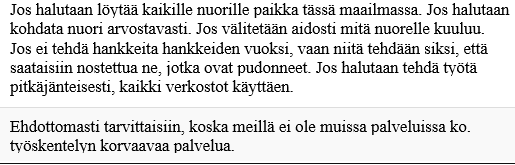 Jos halutaan löytää kaikille nuorille paikka tässä maailmassa. Jos halutaan
kohdata nuori arvostavasti. Jos välitetään aidosti mitä nuorelle kuuluu.
Jos ei tehdä hankkeita hankkeiden vuoksi, vaan niitä tehdään siksi, että
saataisiin nostettua ne, jotka ovat pudonneet. Jos halutaan tehdä työtä
pitkäjänteisesti, kaikki verkostot käyttäen.
Ehdottomasti tarvittaisiin, koska meillä ei ole muissa palveluissa ko.
työskentelyn korvaavaa palvelua.